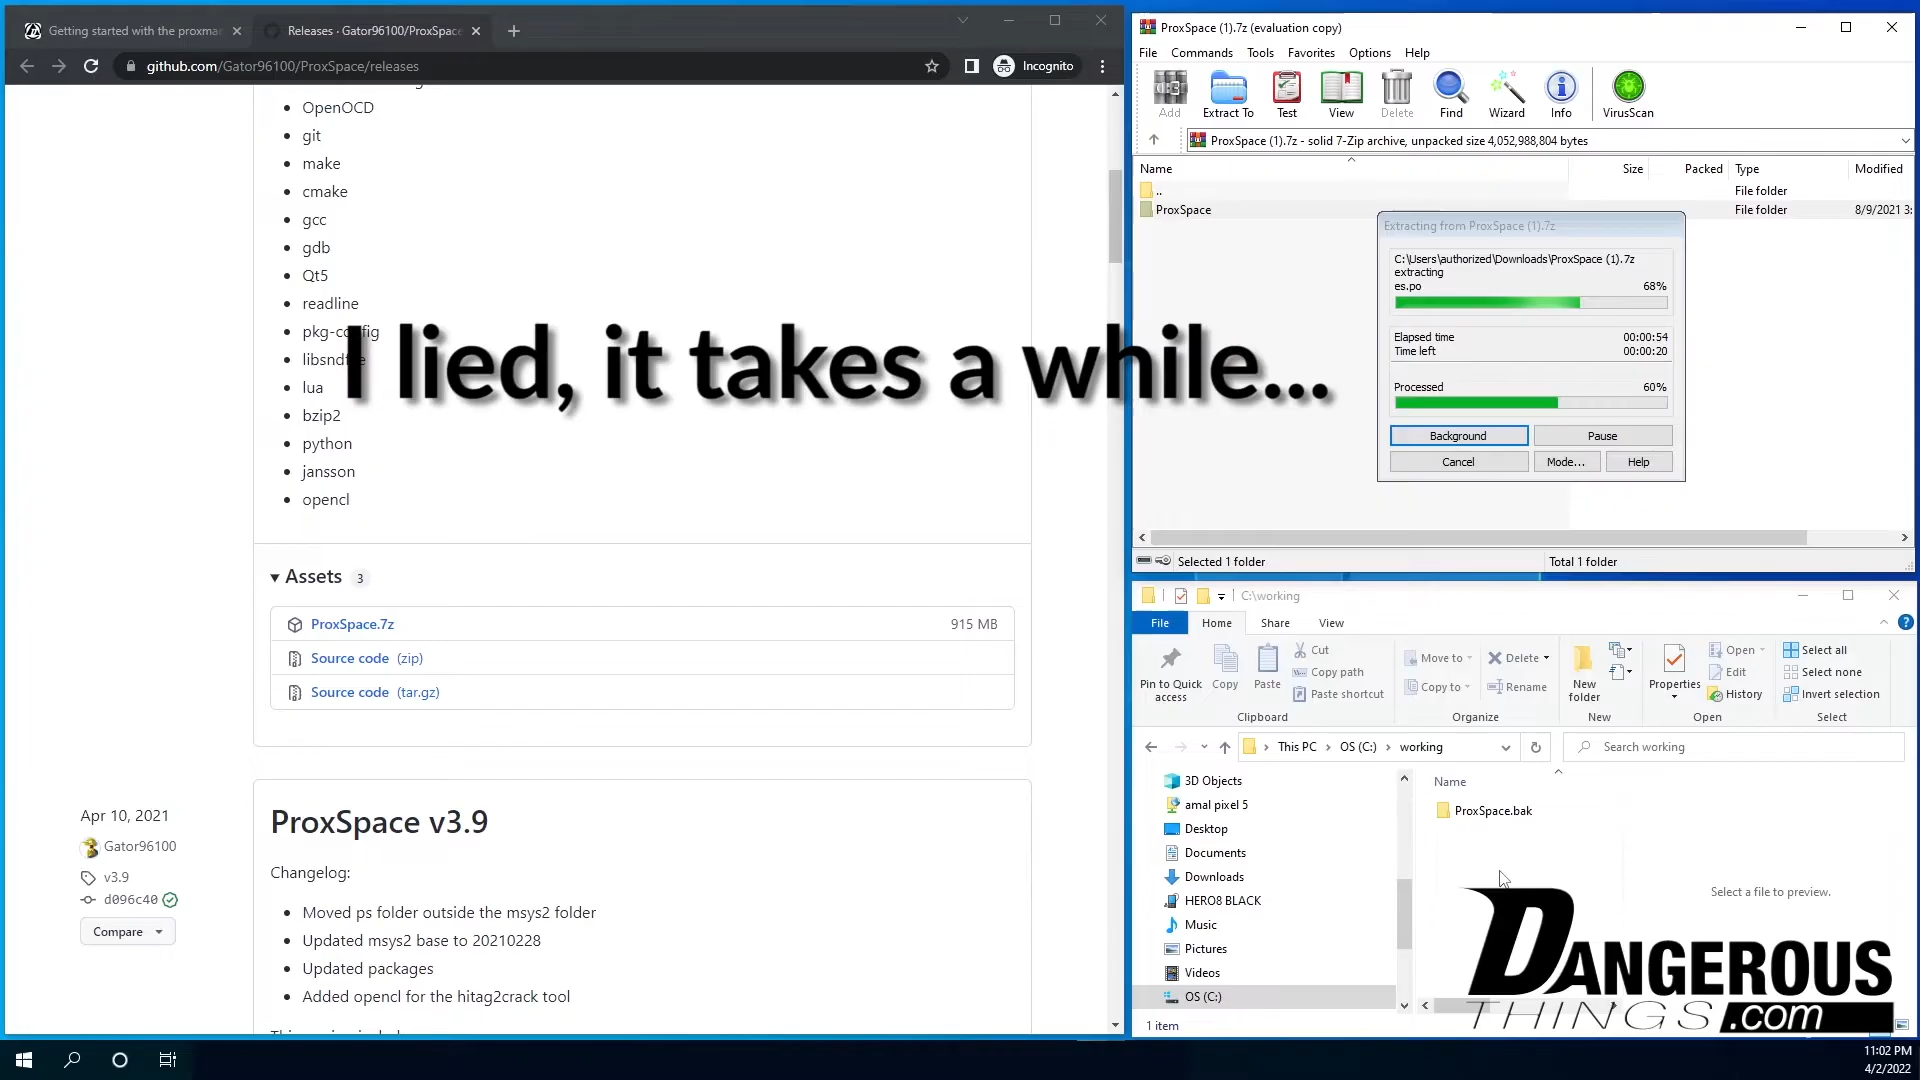 Getting started with the proxma
Releases · Gator96100/ProxSpace
github.com/Gator96100/ProxSpace/releases
Incognito
OpenOCD
git
make
cmake
gcc
gdb
Qt5
readline
pkg-config
libsndfile
lua
bzip2
python
jansson
opencl
I lied, it takes a while...
Assets 3
ProxSpace.7z 915 MB
Source code (zip)
Source code (tar.gz)
Apr 10, 2021
Gator96100
v3.9
d096c40
Compare
ProxSpace v3.9
Changelog:
Moved ps folder outside the msys2 folder
Updated msys2 base to 20210228
Updated packages
Added opencl for the hitag2crack tool
ProxSpace (1).7z (evaluation copy)
File Commands Tools Favorites Options Help
Add Extract To Test View Delete Find Wizard Info VirusScan
ProxSpace (1).7z - solid 7-Zip archive, unpacked size 4,052,988,804 bytes
Name Size Packed Type Modified
.. File folder
ProxSpace File folder 8/9/2021 3:
Extracting from ProxSpace (1).7z
C:\Users\authorized\Downloads\ProxSpace (1).7z
extracting
es.po 68%
Elapsed time 00:00:54
Time left 00:00:20
Processed 60%
Background Pause
Cancel Mode... Help
Selected 1 folder Total 1 folder
C:\working
File Home Share View
Pin to Quick access
Copy
Paste
Cut
Copy path
Paste shortcut
Move to
Copy to
Delete
Rename
New folder
Properties
Open
Edit
History
Select all
Select none
Invert selection
Clipboard Organize New Open Select
This PC OS (C:) working
Search working
3D Objects
amal pixel 5
Desktop
Documents
Downloads
HERO8 BLACK
Music
Pictures
Videos
OS (C:)
Name
ProxSpace.bak
Select a file to preview.
1 item
DANGEROUS
THINGS.com
11:02 PM
4/2/2022